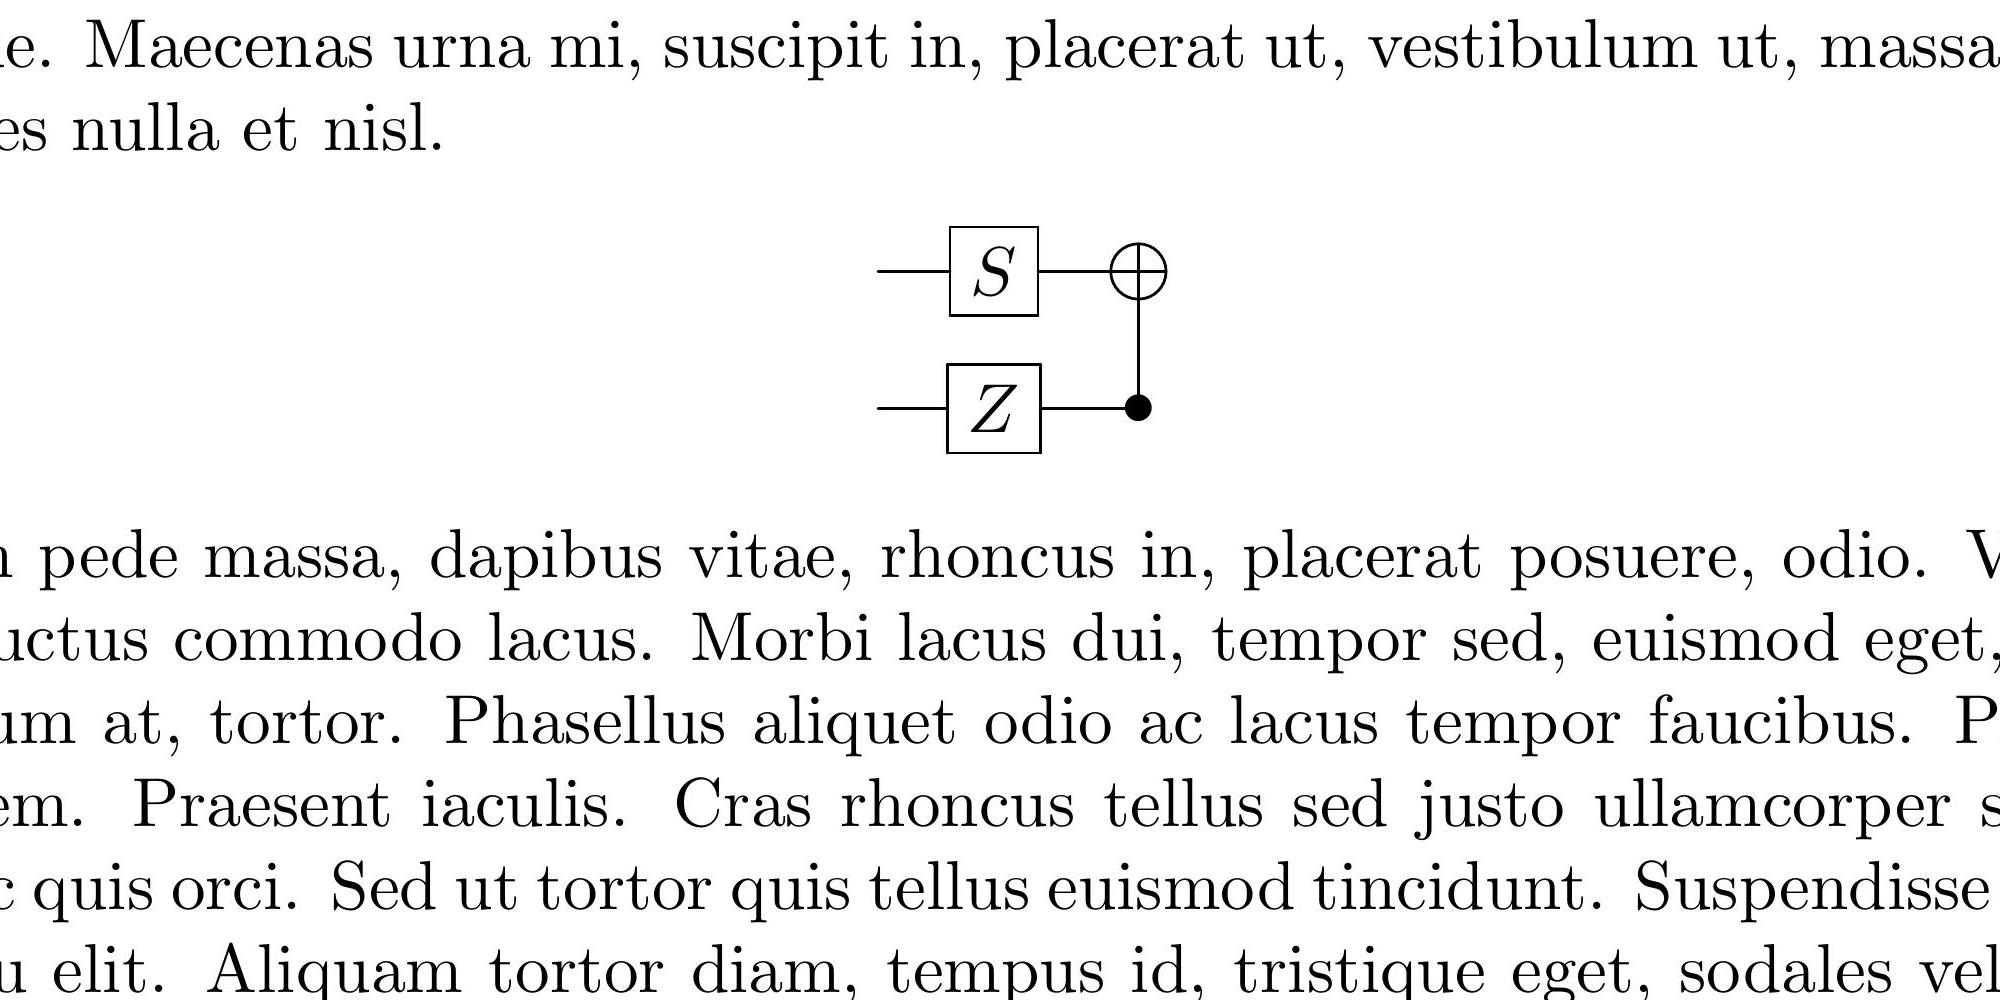 e. Maecenas urna mi, suscipit in, placerat ut, vestibulum ut, massa
es nulla et nisl.
S
Z
pede massa, dapibus vitae, rhoncus in, placerat posuere, odio. V
uctus commodo lacus. Morbi lacus dui, tempor sed, euismod eget,
um at, tortor. Phasellus aliquet odio ac lacus tempor faucibus. P
em. Praesent iaculis. Cras rhoncus tellus sed justo ullamcorper s
c quis orci. Sed ut tortor quis tellus euismod tincidunt. Suspendisse
u elit. Aliquam tortor diam, tempus id, tristique eget, sodales vel